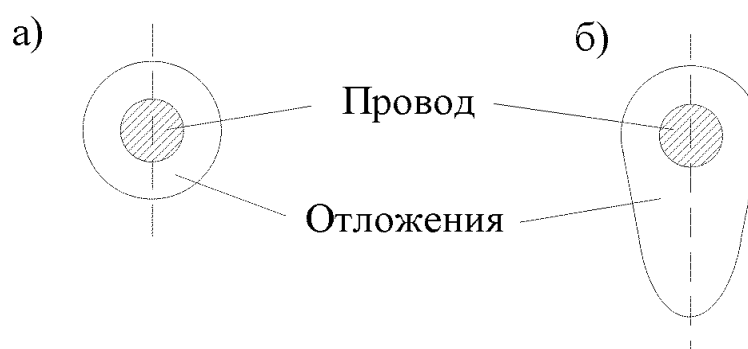 а)
б)
Провод
Отложения